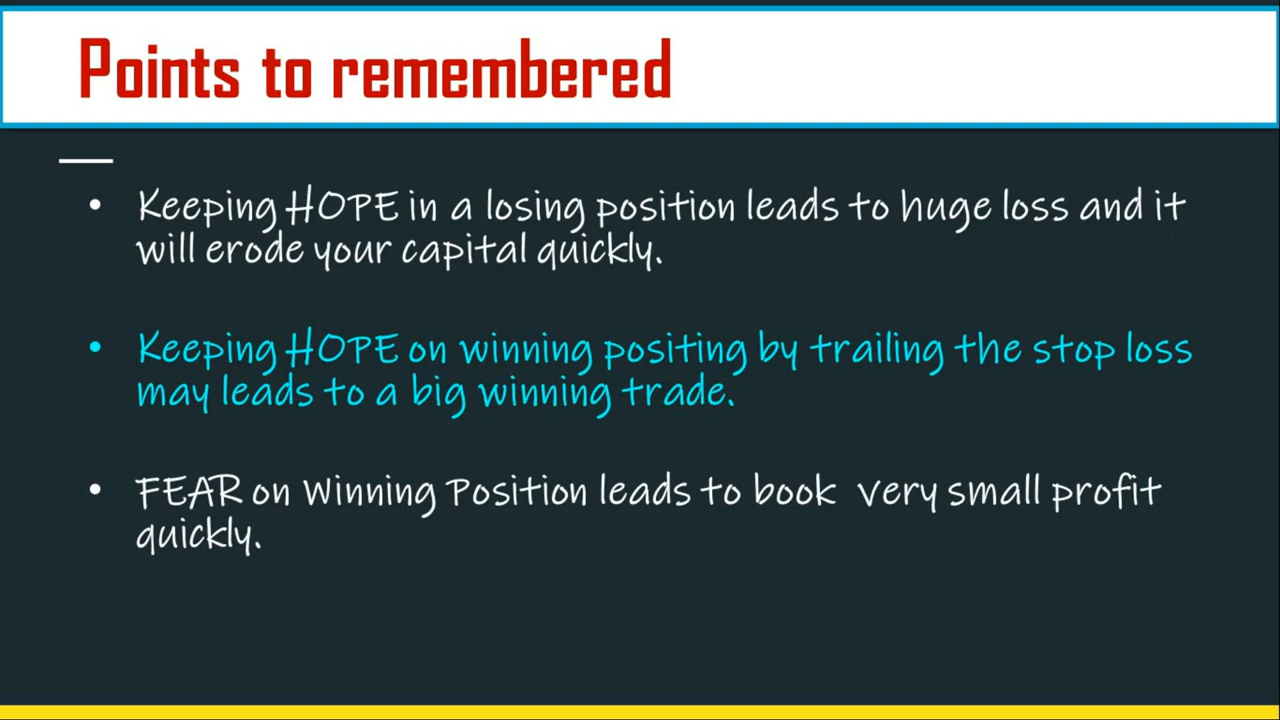 Points to remembered
• Keeping HOPE in a losing position leads to huge loss and it
will erode your capital quickly.
• Keeping HOPE on winning positing by trailing the stop loss
may leads to a big winning trade.
• FEAR on Winning Position leads to book very small profit
quickly.